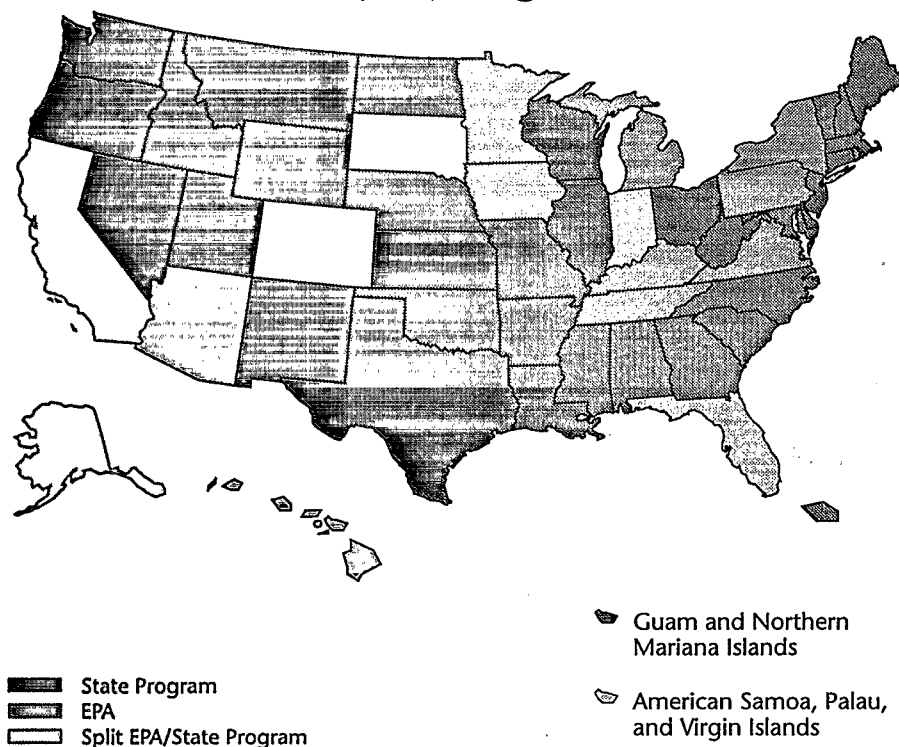 Guam and Northern
Mariana Islands
American Samoa, Palau,
and Virgin Islands
State Program
EPA
Split EPA/State Program